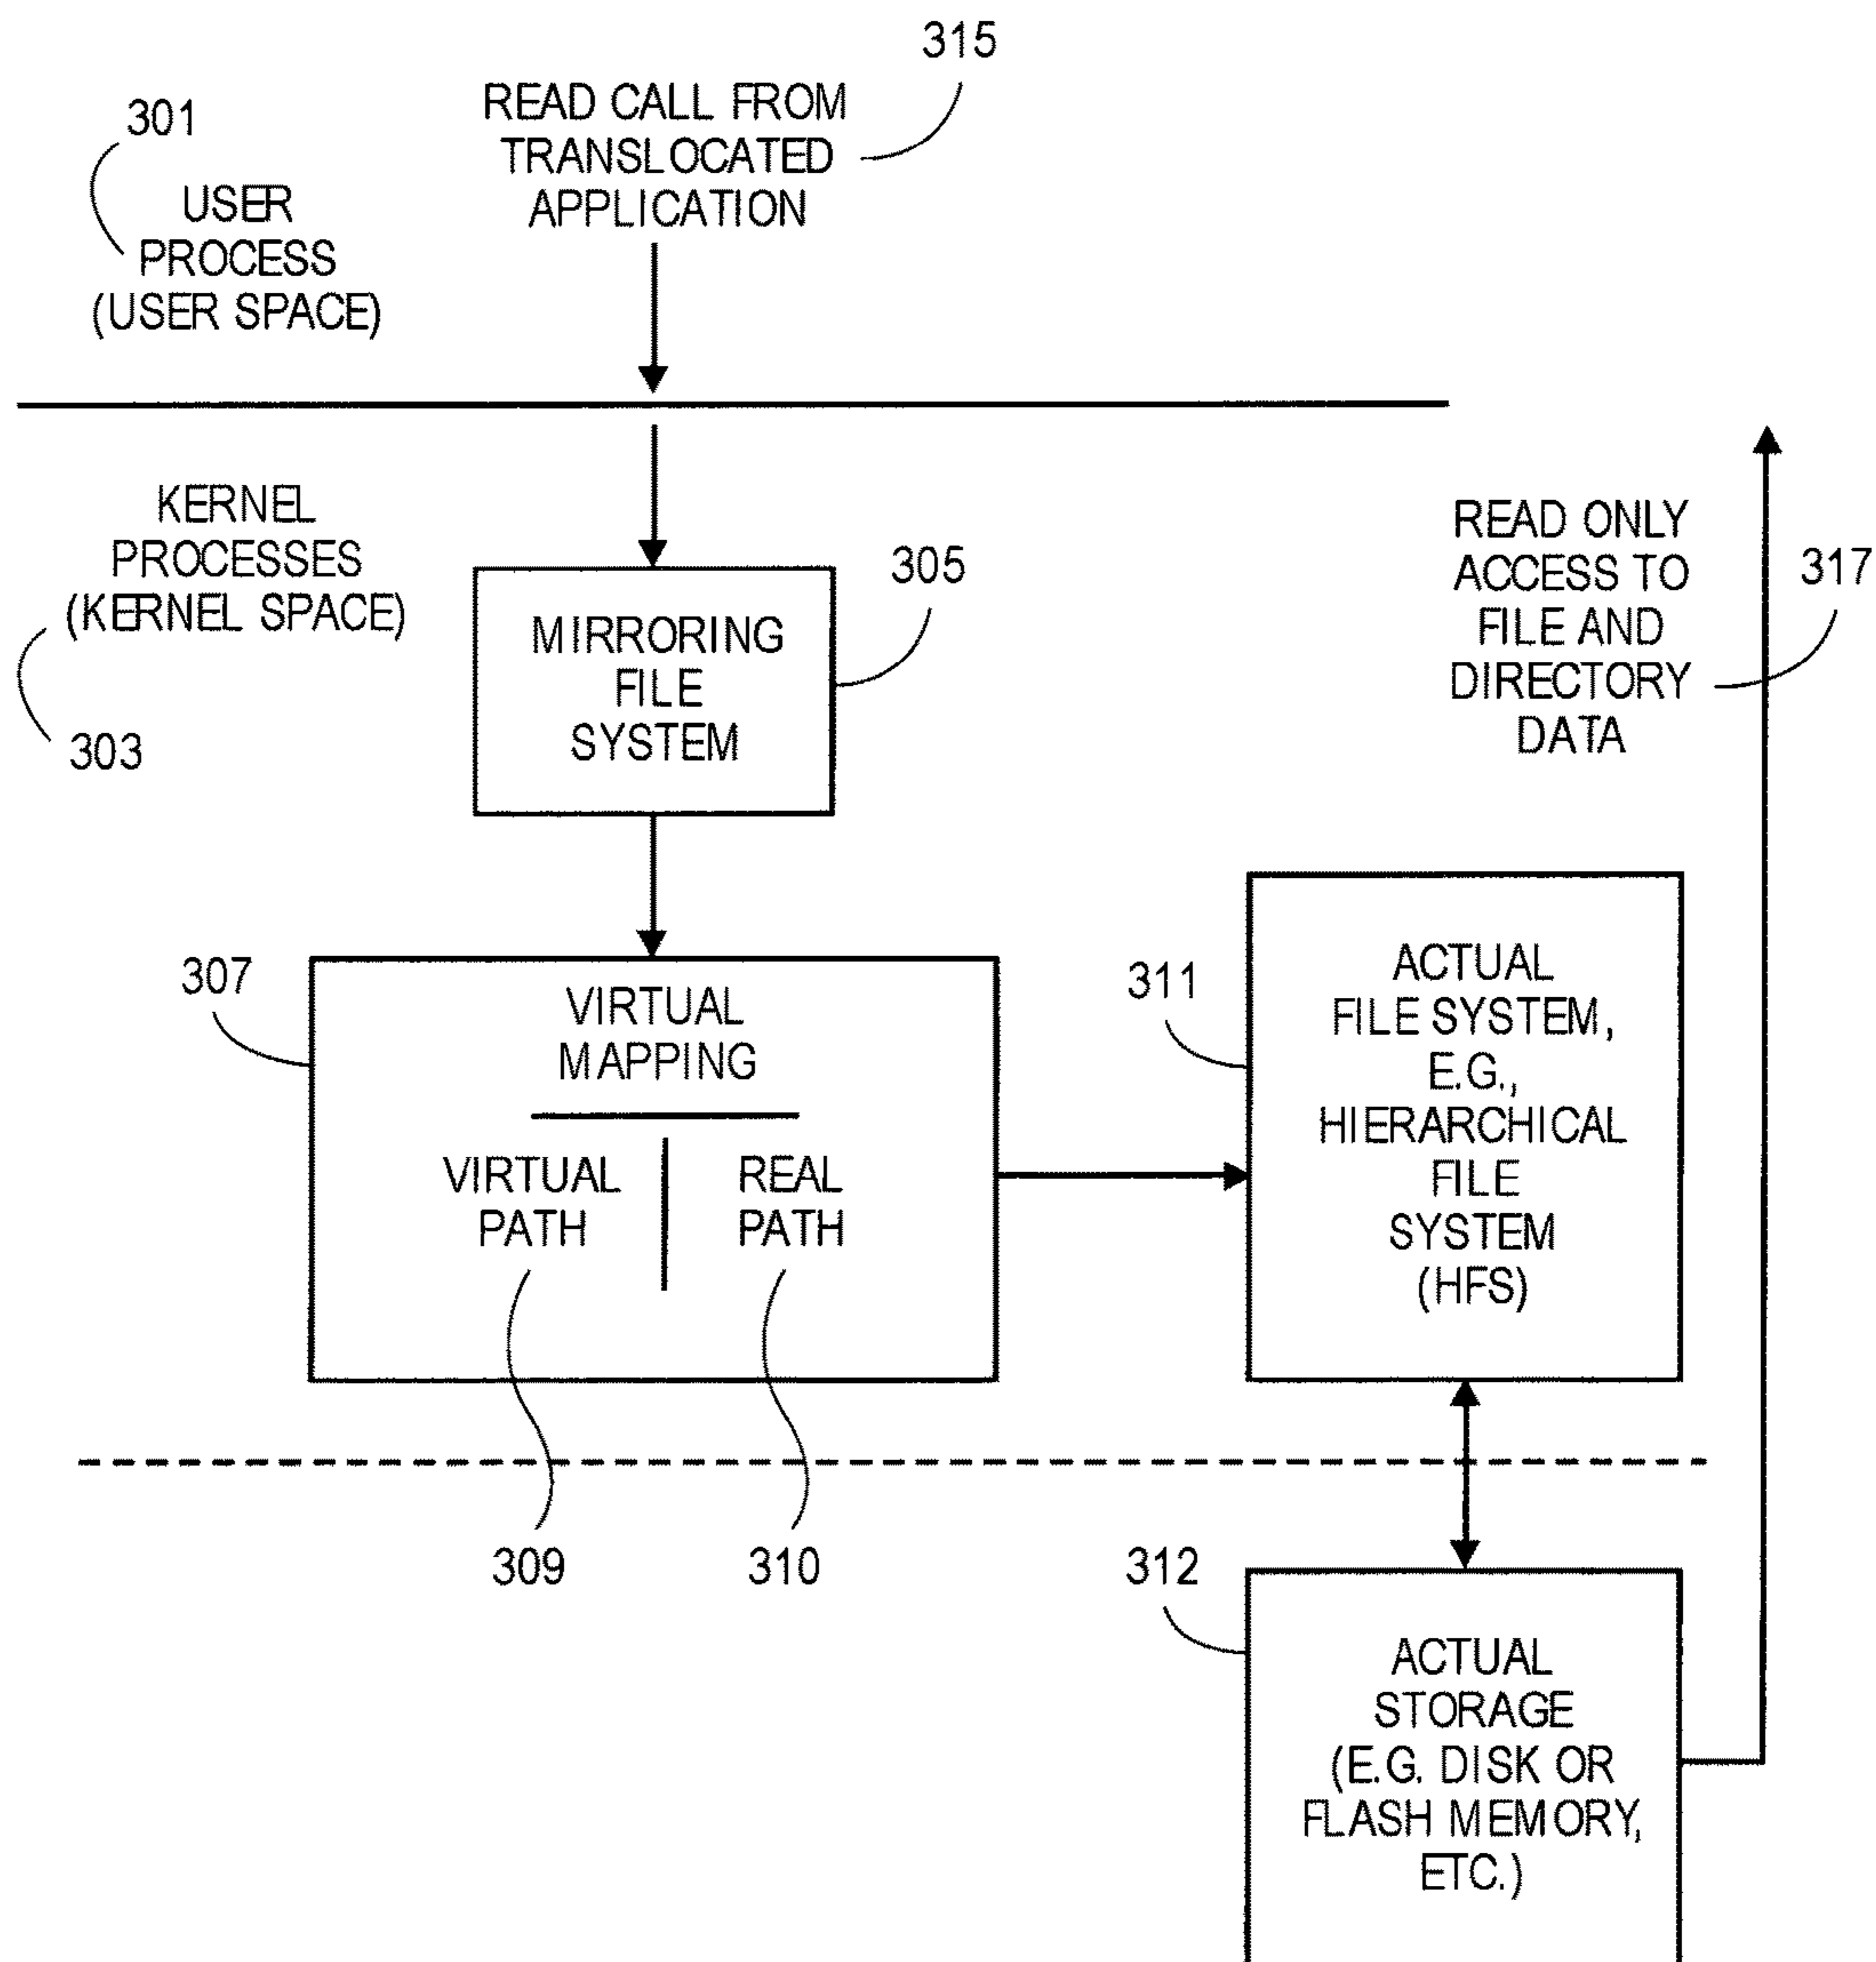 315
READ CALL FROM
TRANSLOCATED
APPLICATION
301
USER
PROCESS
(USER SPACE)
KERNEL
PROCESSES
(KERNEL SPACE)
303
MIRRORING
FILE
SYSTEM
305
READ ONLY
ACCESS TO
FILE AND
DIRECTORY
DATA
317
307
VIRTUAL
MAPPING
VIRTUAL
PATH
REAL
PATH
309
310
311
ACTUAL
FILE SYSTEM,
E.G.,
HIERARCHICAL
FILE
SYSTEM
(HFS)
312
ACTUAL
STORAGE
(E.G. DISK OR
FLASH MEMORY,
ETC.)